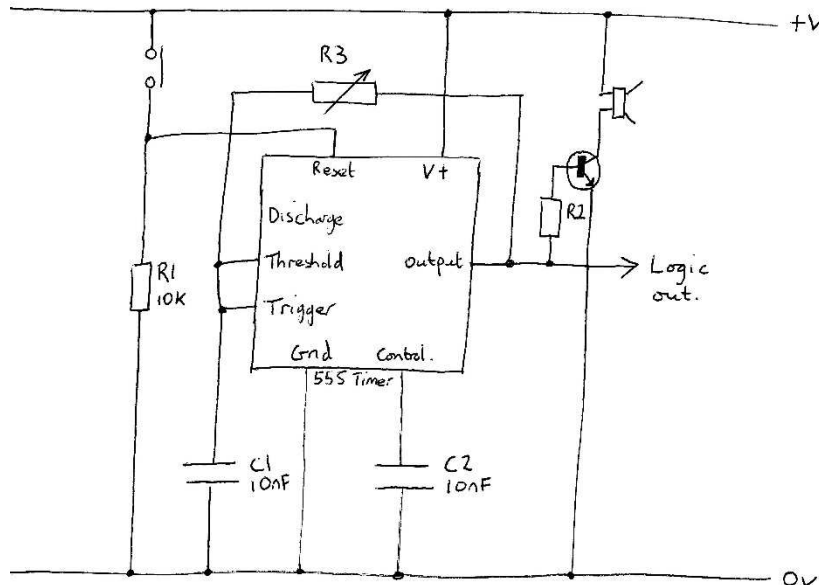 +V
R3
Reset
V+
Discharge
R2
Threshold
Output
Logic
out.
R1
10K
Trigger
Gnd
Control.
555 Timer
C1
10nF
C2
10nF
0V